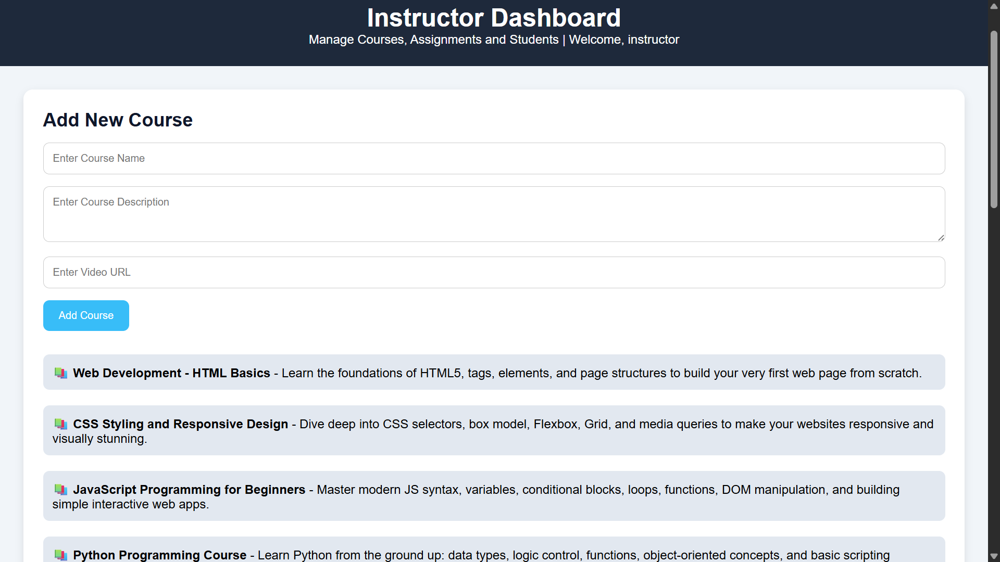 Instructor Dashboard
Manage Courses, Assignments and Students | Welcome, instructor
Add New Course
Enter Course Name
Enter Course Description
Enter Video URL
Add Course
Web Development - HTML Basics - Learn the foundations of HTML5, tags, elements, and page structures to build your very first web page from scratch.
CSS Styling and Responsive Design - Dive deep into CSS selectors, box model, Flexbox, Grid, and media queries to make your websites responsive and
visually stunning.
JavaScript Programming for Beginners - Master modern JS syntax, variables, conditional blocks, loops, functions, DOM manipulation, and building
simple interactive web apps.
Python Programming Course - Learn Python from the ground up: data types, logic control, functions, object-oriented concepts, and basic scripting